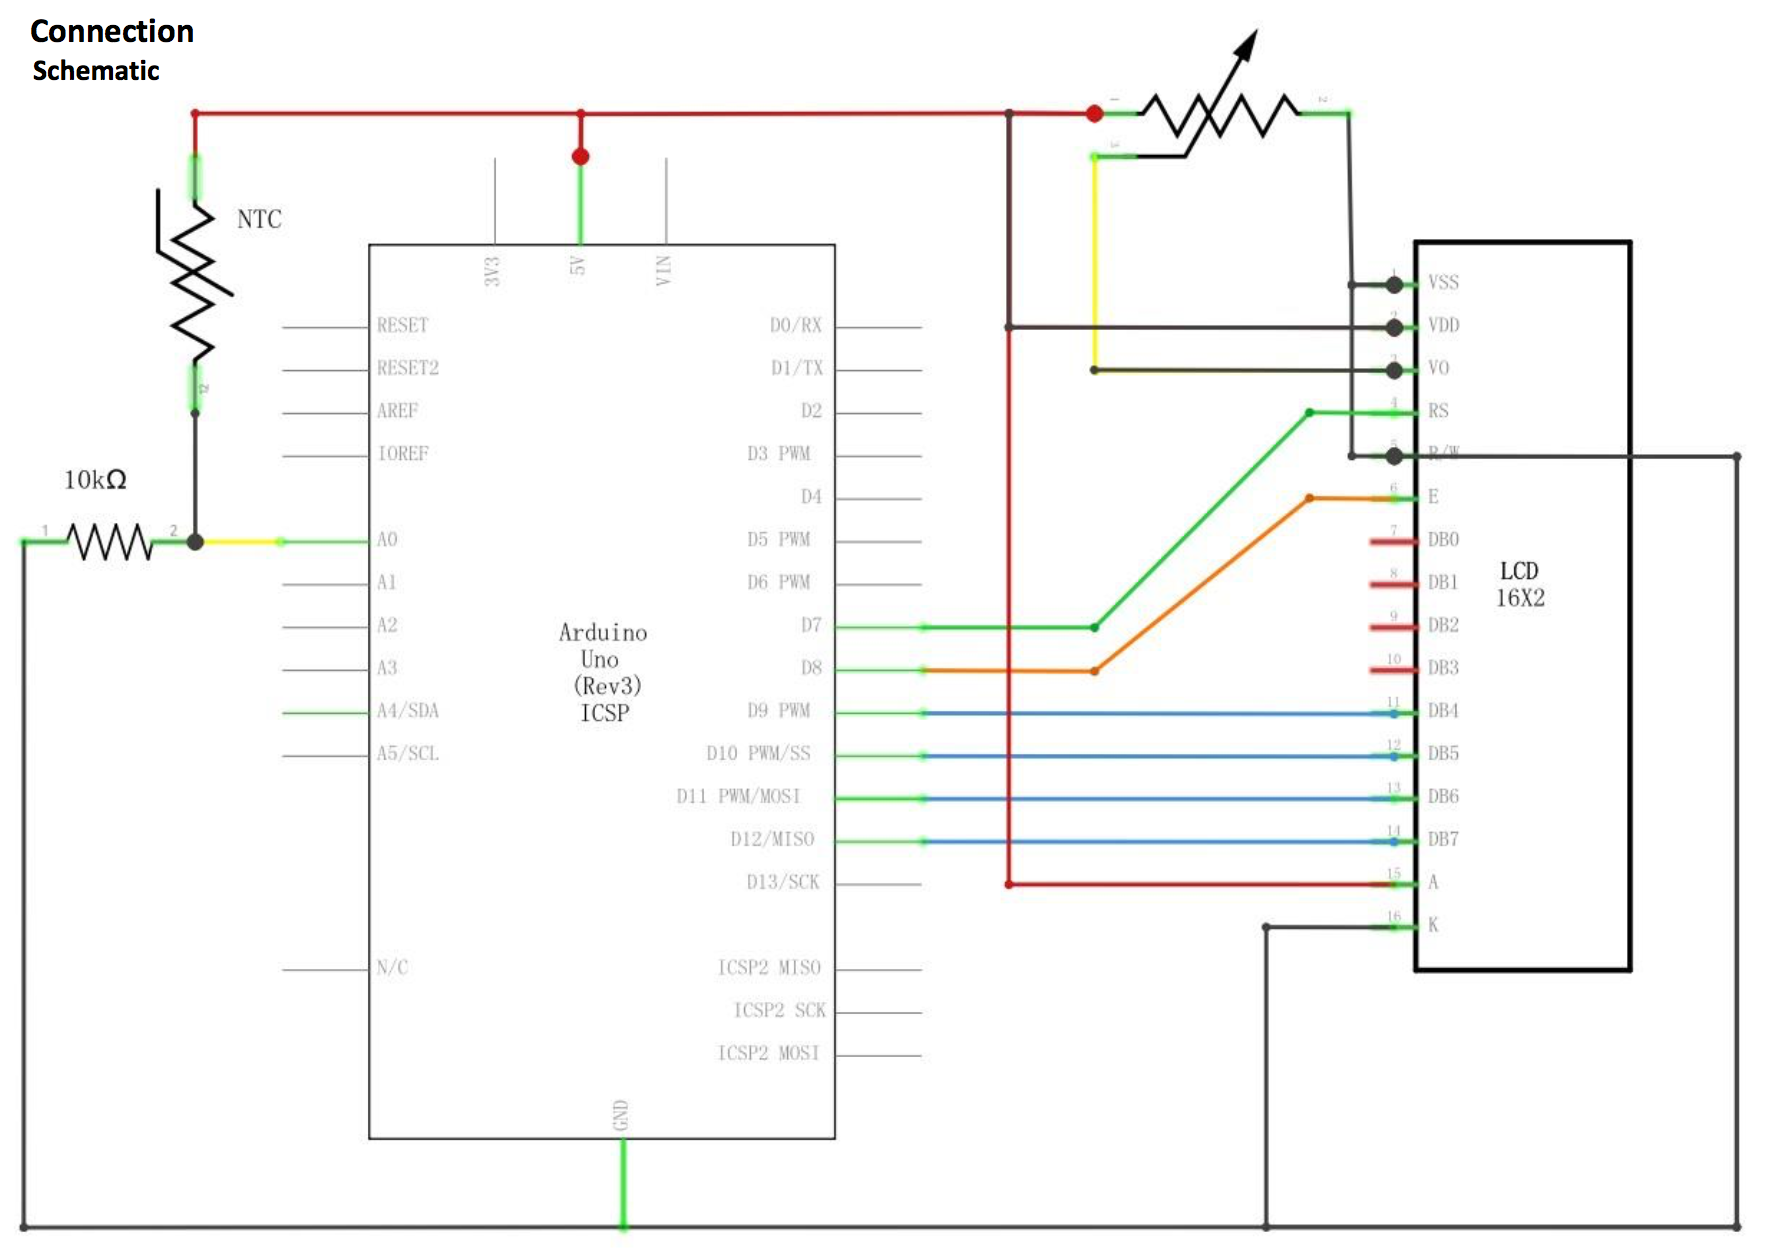 Connection
Schematic
1
2
3
NTC
3V3
5V
VIN
RESET
RESET2
AREF
IOREF
12
10kΩ
1
2
A0
A1
A2
A3
A4/SDA
A5/SCL
N/C
Arduino
Uno
(Rev3)
ICSP
D0/RX
D1/TX
D2
D3 PWM
D4
D5 PWM
D6 PWM
D7
D8
D9 PWM
D10 PWM/SS
D11 PWM/MOSI
D12/MISO
D13/SCK
ICSP2 MISO
ICSP2 SCK
ICSP2 MOSI
GND
1 VSS
2 VDD
3 VO
4 RS
5 R/W
6 E
7 DB0
8 DB1
9 DB2
10 DB3
11 DB4
12 DB5
13 DB6
14 DB7
15 A
16 K
LCD
16X2